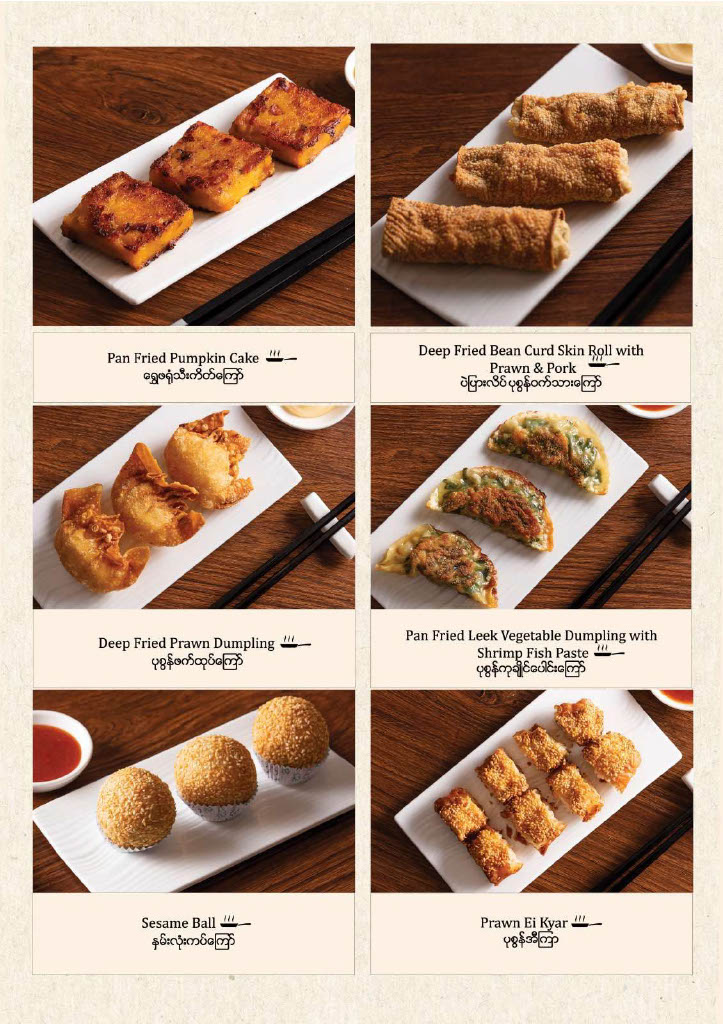 Pan Fried Pumpkin Cake
ရွှေဖရုံသီးကိတ်ကြော်
Deep Fried Bean Curd Skin Roll with
Prawn & Pork
ပဲပြားလိပ်ပုစွန်ဝက်သားကြော်
Deep Fried Prawn Dumpling
ပုစွန်ဖက်ထုပ်ကြော်
Pan Fried Leek Vegetable Dumpling with
Shrimp Fish Paste
ပုစွန်ကုချိုင်ပေါင်းကြော်
Sesame Ball
နှမ်းလုံးကပ်ကြော်
Prawn Ei Kyar
ပုစွန်အီကြာ